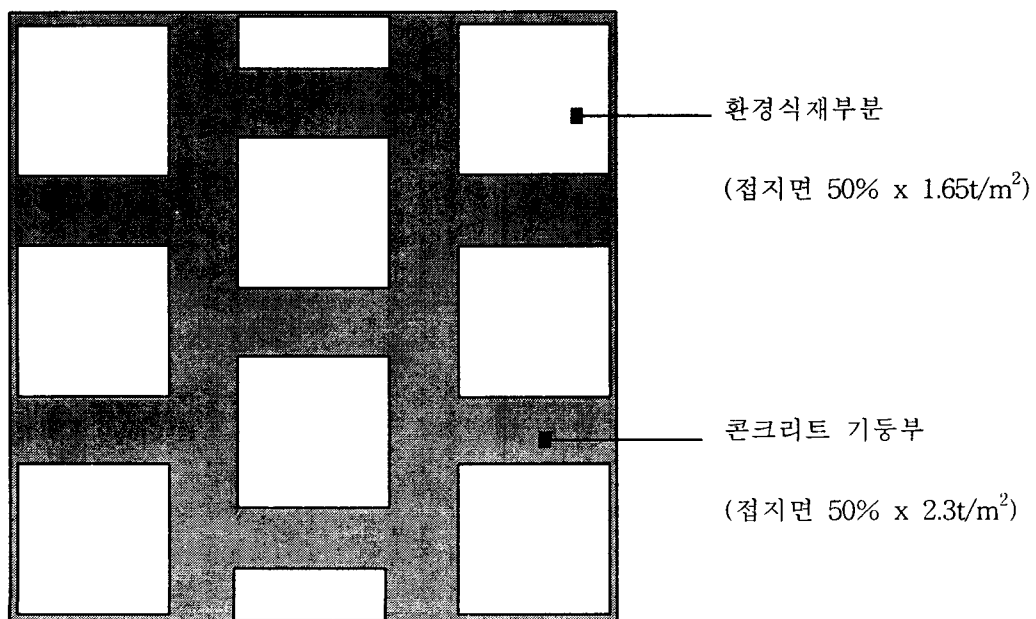 환경식재부분
(접지면 50% x 1.65t/m²)
콘크리트 기둥부
(접지면 50% x 2.3t/m²)